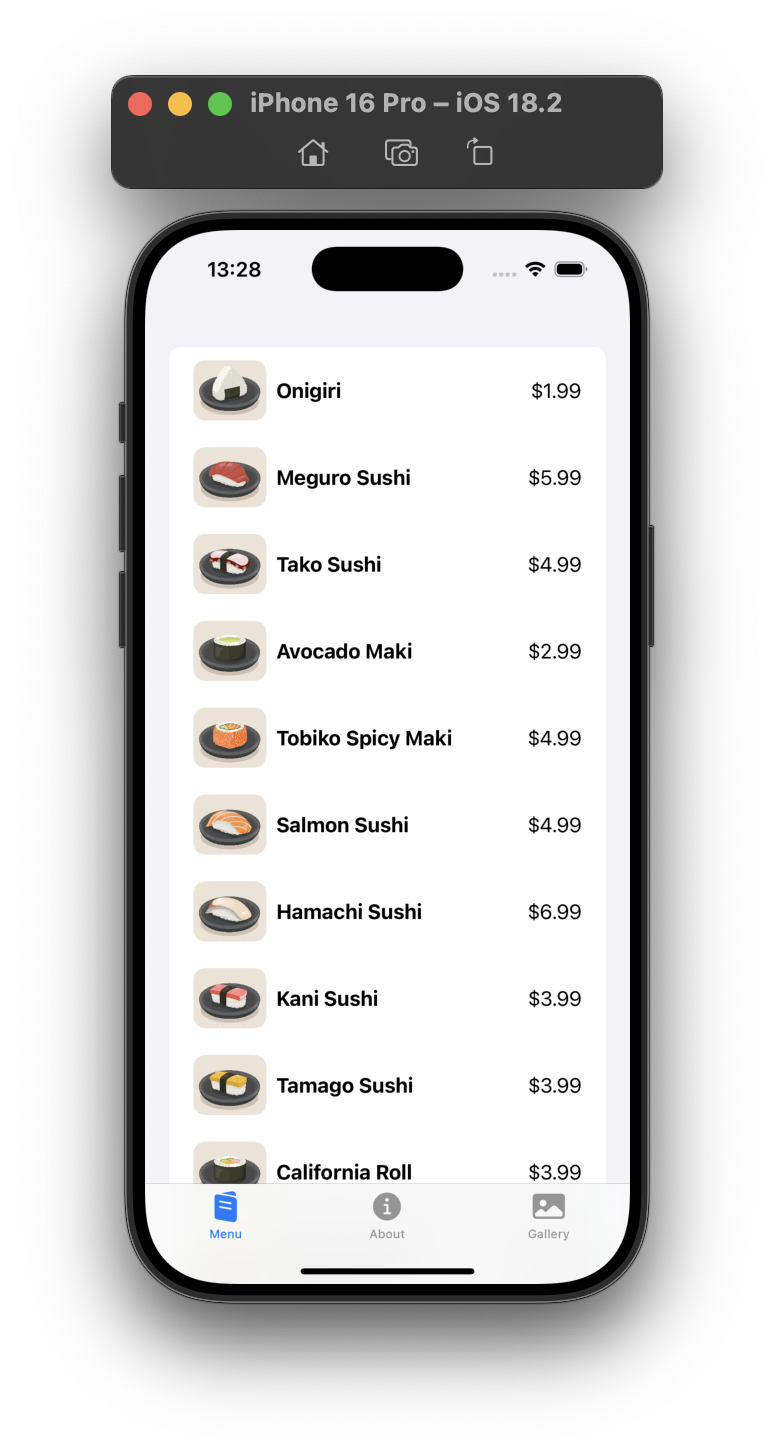 iPhone 16 Pro – iOS 18.2
13:28
Onigiri $1.99
Meguro Sushi $5.99
Tako Sushi $4.99
Avocado Maki $2.99
Tobiko Spicy Maki $4.99
Salmon Sushi $4.99
Hamachi Sushi $6.99
Kani Sushi $3.99
Tamago Sushi $3.99
California Roll $3.99
Menu About Gallery